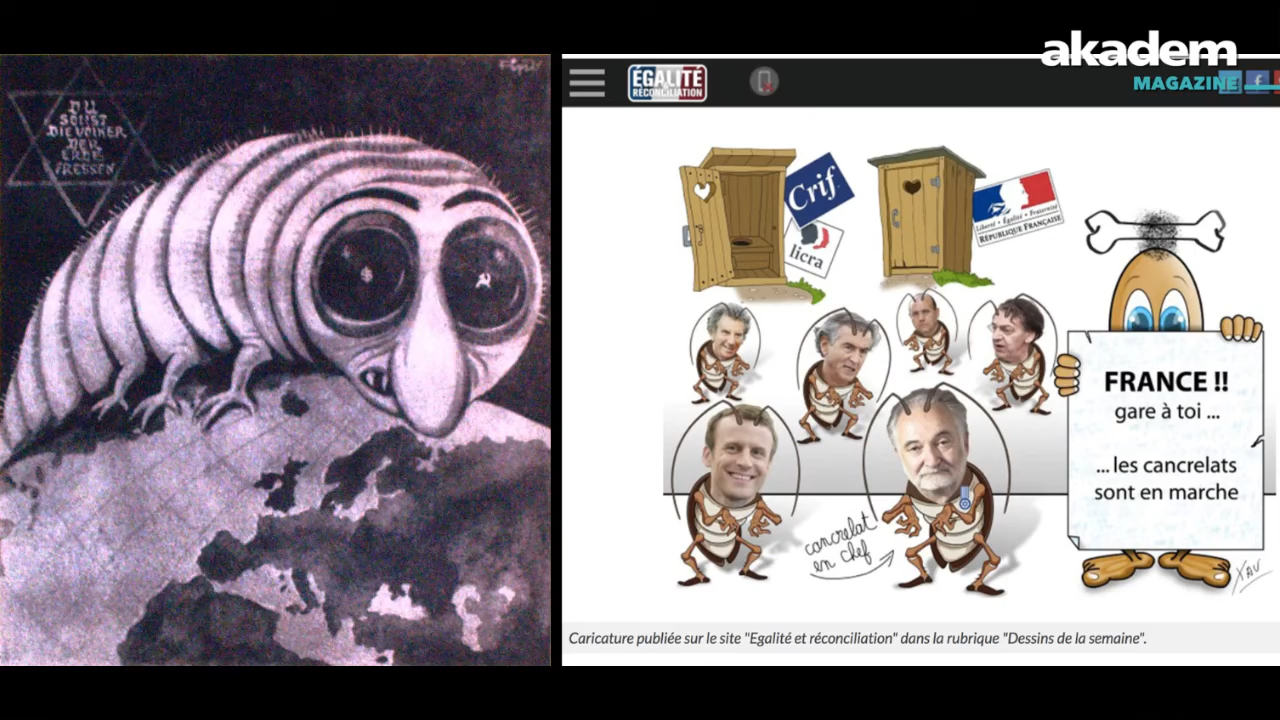 akadem
MAGAZINE
Fips
DU
SOLLST
DIE VÖLKER
DER
ERDE
FRESSEN
ÉGALITÉ
RÉCONCILIATION
Crif
licra
Liberté • Égalité • Fraternité
RÉPUBLIQUE FRANÇAISE
FRANCE !!
gare à toi ...
... les cancrelats
sont en marche
cancrelat
en chef
XAV
Caricature publiée sur le site "Egalité et réconciliation" dans la rubrique "Dessins de la semaine".